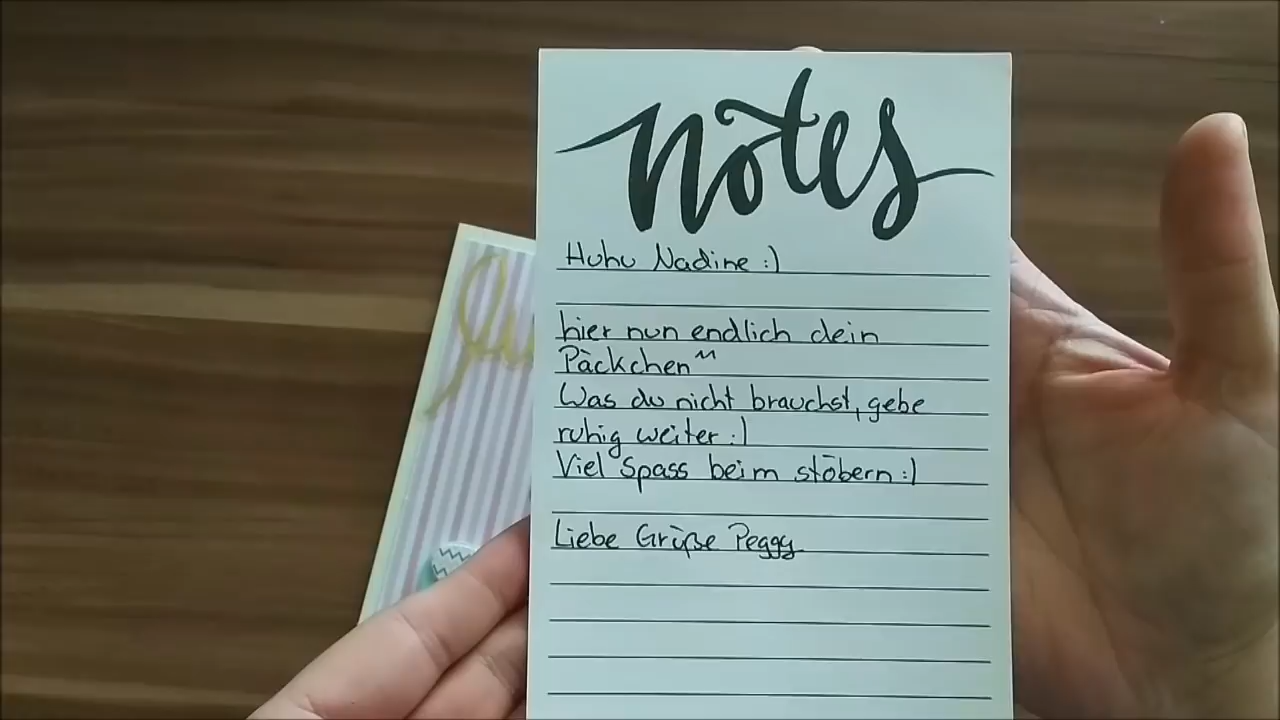 notes
Huhu Nadine :)
hier nun endlich dein
Päckchen^^
Was du nicht brauchst, gebe
ruhig weiter :)
Viel Spass beim stöbern :)
Liebe Grüße Peggy